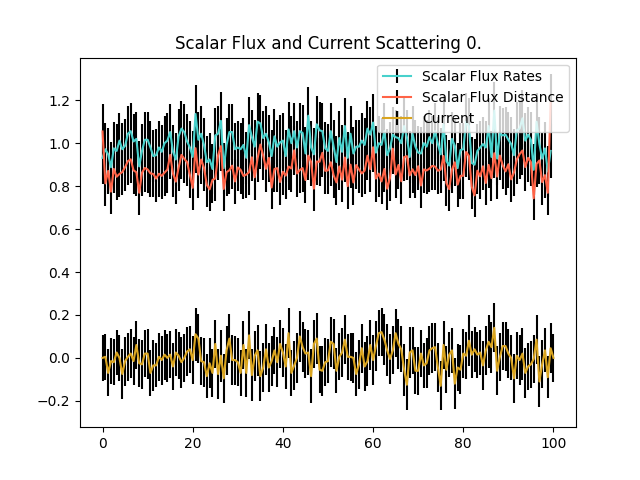 Scalar Flux and Current Scattering 0.
Scalar Flux Rates
Scalar Flux Distance
Current
1.2
1.0
0.8
0.6
0.4
0.2
0.0
−0.2
0 20 40 60 80 100